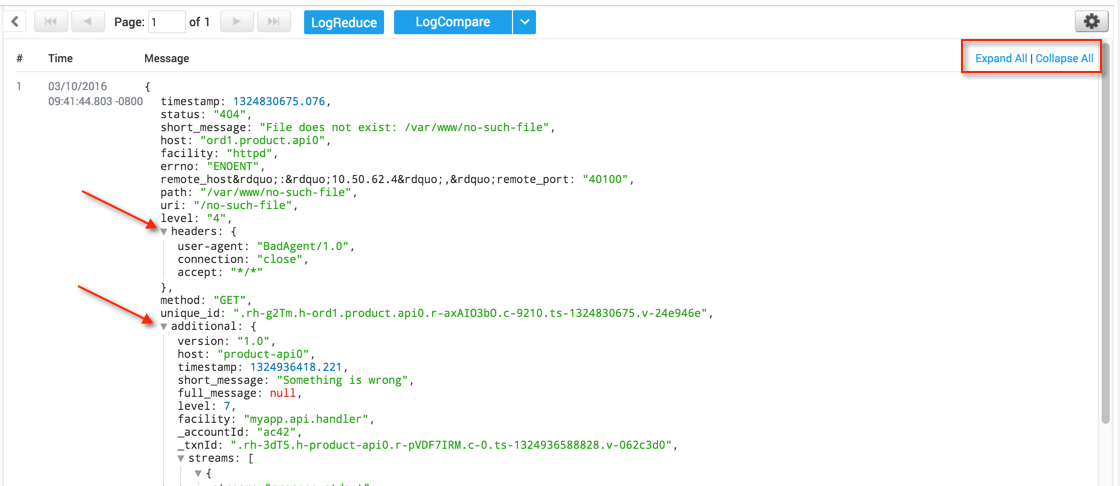 Page: 1 of 1 LogReduce LogCompare
# Time Message Expand All | Collapse All
1 03/10/2016 {
09:41:44.803 -0800 timestamp: 1324830675.076,
status: "404",
short_message: "File does not exist: /var/www/no-such-file",
host: "ord1.product.api0",
facility: "httpd",
errno: "ENOENT",
remote_host&rdquo;:&rdquo;10.50.62.4&rdquo;,&rdquo;remote_port: "40100",
path: "/var/www/no-such-file",
uri: "/no-such-file",
level: "4",
headers: {
user-agent: "BadAgent/1.0",
connection: "close",
accept: "*/*"
},
method: "GET",
unique_id: ".rh-g2Tm.h-ord1.product.api0.r-axAIO3bO.c-9210.ts-1324830675.v-24e946e",
additional: {
version: "1.0",
host: "product-api0",
timestamp: 1324936418.221,
short_message: "Something is wrong",
full_message: null,
level: 7,
facility: "myapp.api.handler",
_accountId: "ac42",
_txnId: ".rh-3dT5.h-product-api0.r-pVDF7IRM.c-0.ts-1324936588828.v-062c3d0",
streams: [
{